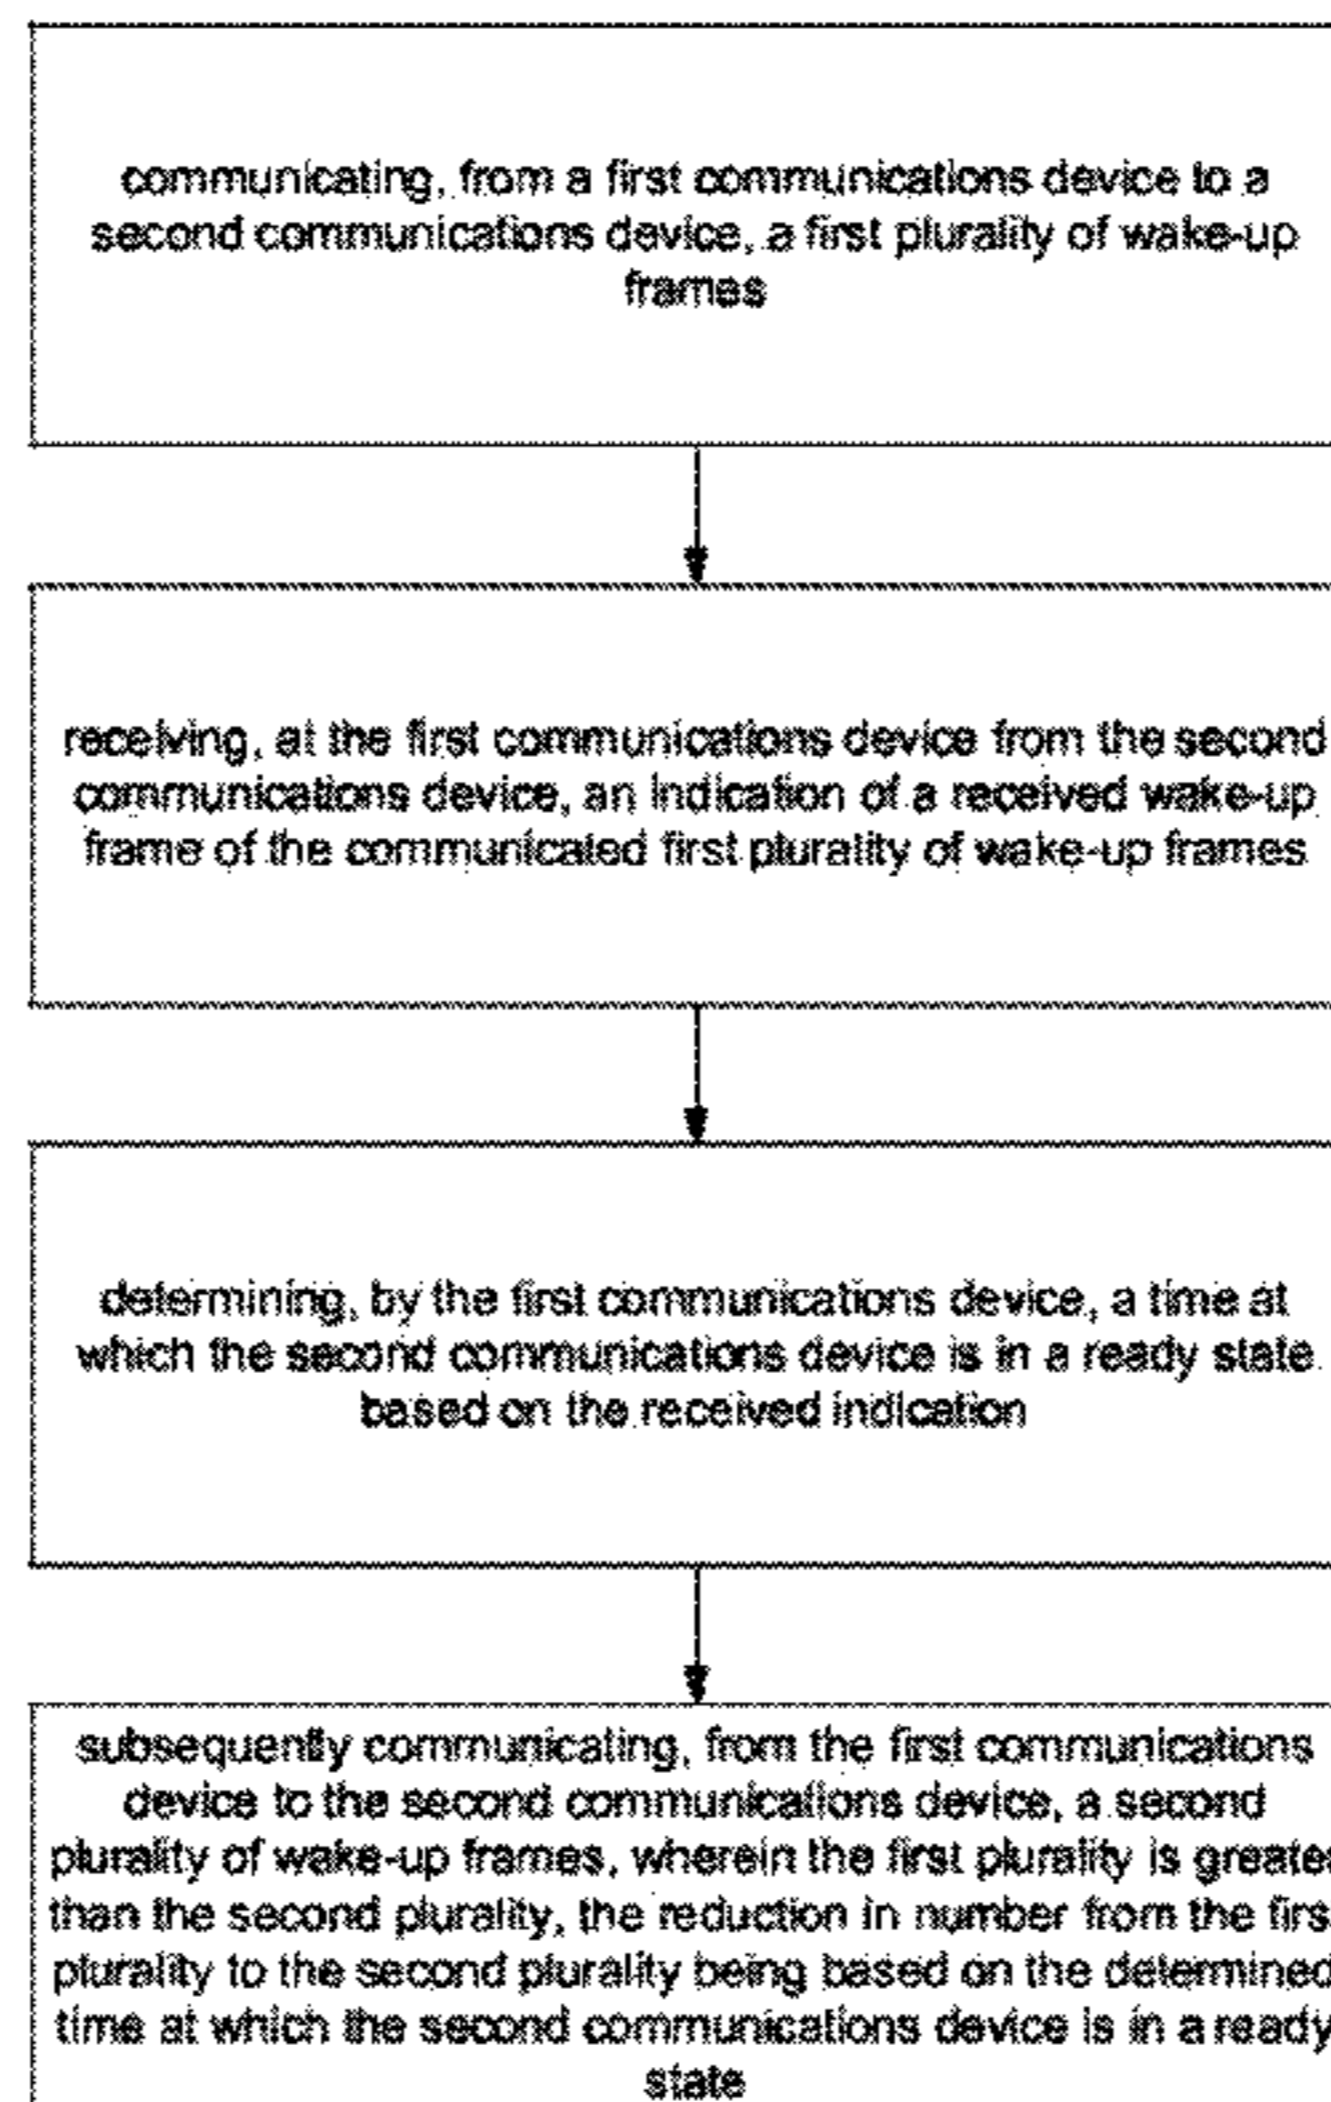 communicating, from a first communications device to a
second communications device, a first plurality of wake-up
frames
receiving, at the first communications device from the second
communications device, an indication of a received wake-up
frame of the communicated first plurality of wake-up frames
determining, by the first communications device, a time at
which the second communications device is in a ready state
based on the received indication
subsequently communicating, from the first communications
device to the second communications device, a second
plurality of wake-up frames, wherein the first plurality is greater
than the second plurality, the reduction in number from the first
plurality to the second plurality being based on the determined
time at which the second communications device is in a ready
state